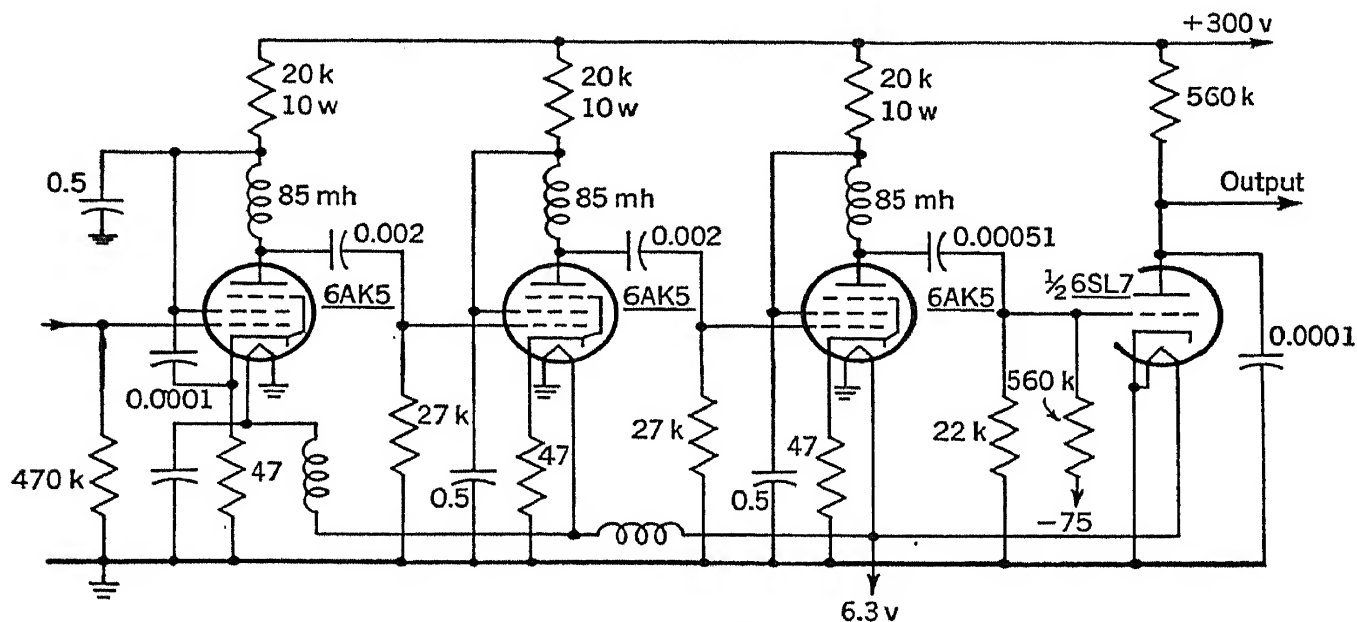 +300 v
20 k
10 w
20 k
10 w
20 k
10 w
560 k
0.5
85 mh
85 mh
85 mh
Output
0.002
0.002
0.00051
6AK5
6AK5
6AK5
½ 6SL7
0.0001
0.0001
560 k
27 k
27 k
22 k
470 k
47
47
47
0.5
0.5
-75
6.3 v